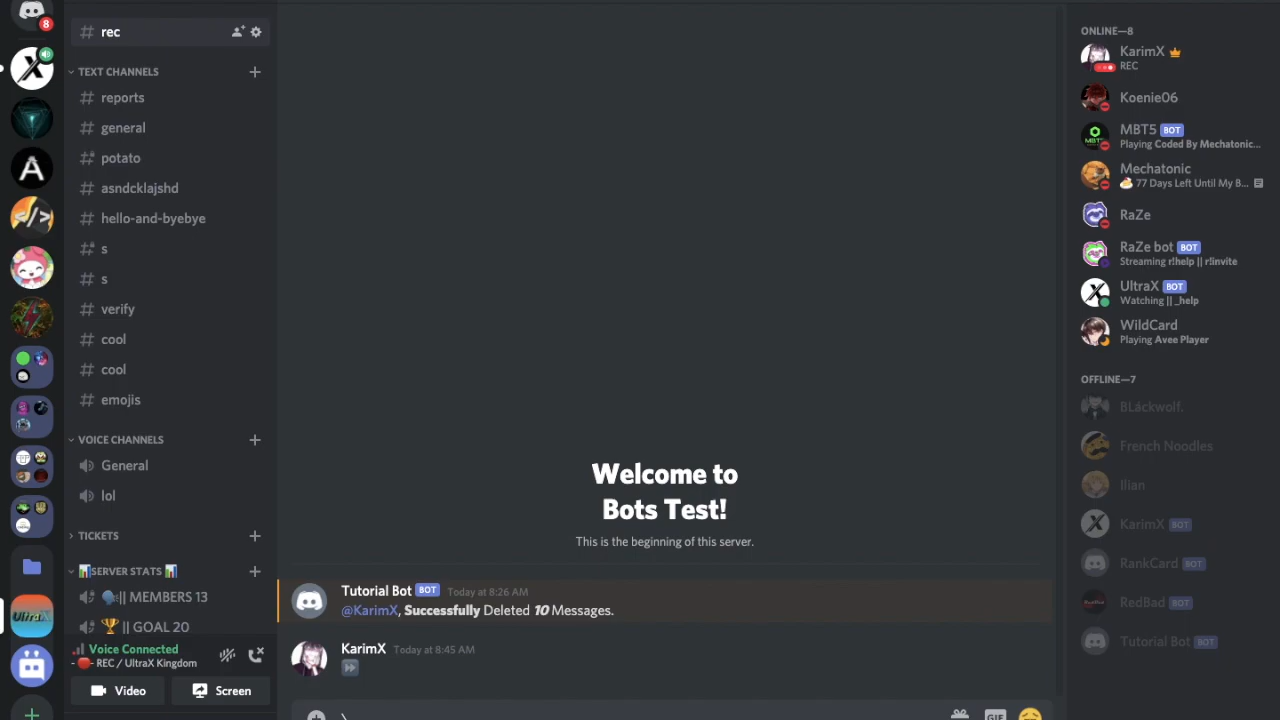 8
rec
TEXT CHANNELS
reports
general
potato
asndcklajshd
hello-and-byebye
s
s
verify
cool
cool
emojis
VOICE CHANNELS
General
lol
TICKETS
📊SERVER STATS 📊
🗣|| MEMBERS 13
🏆 || GOAL 20
UltraX
Voice Connected
- 🔴- REC / UltraX Kingdom
Video
Screen
Welcome to
Bots Test!
This is the beginning of this server.
Tutorial Bot BOT Today at 8:26 AM
@KarimX, Successfully Deleted 10 Messages.
KarimX Today at 8:45 AM
\
GIF
ONLINE—8
KarimX
REC
Koenie06
MBT5 BOT
Playing Coded By Mechatonic...
Mechatonic
77 Days Left Until My B...
RaZe
RaZe bot BOT
Streaming r!help || r!invite
UltraX BOT
Watching || _help
WildCard
Playing Avee Player
OFFLINE—7
BLáckwolf.
French Noodles
Ilian
KarimX BOT
RankCard BOT
RedBad BOT
Tutorial Bot BOT